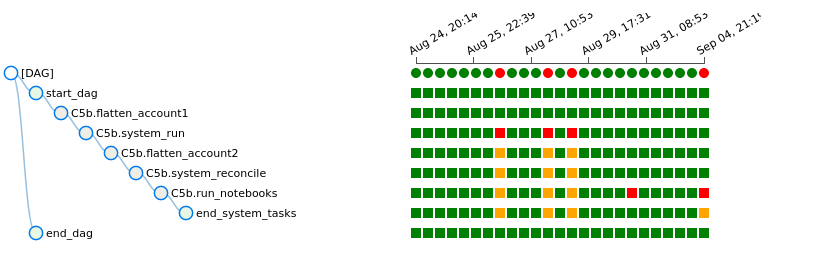 Aug 24, 20:14
Aug 25, 22:39
Aug 27, 10:53
Aug 29, 17:31
Aug 31, 08:53
Sep 04, 21:10
[DAG]
start_dag
C5b.flatten_account1
C5b.system_run
C5b.flatten_account2
C5b.system_reconcile
C5b.run_notebooks
end_system_tasks
end_dag